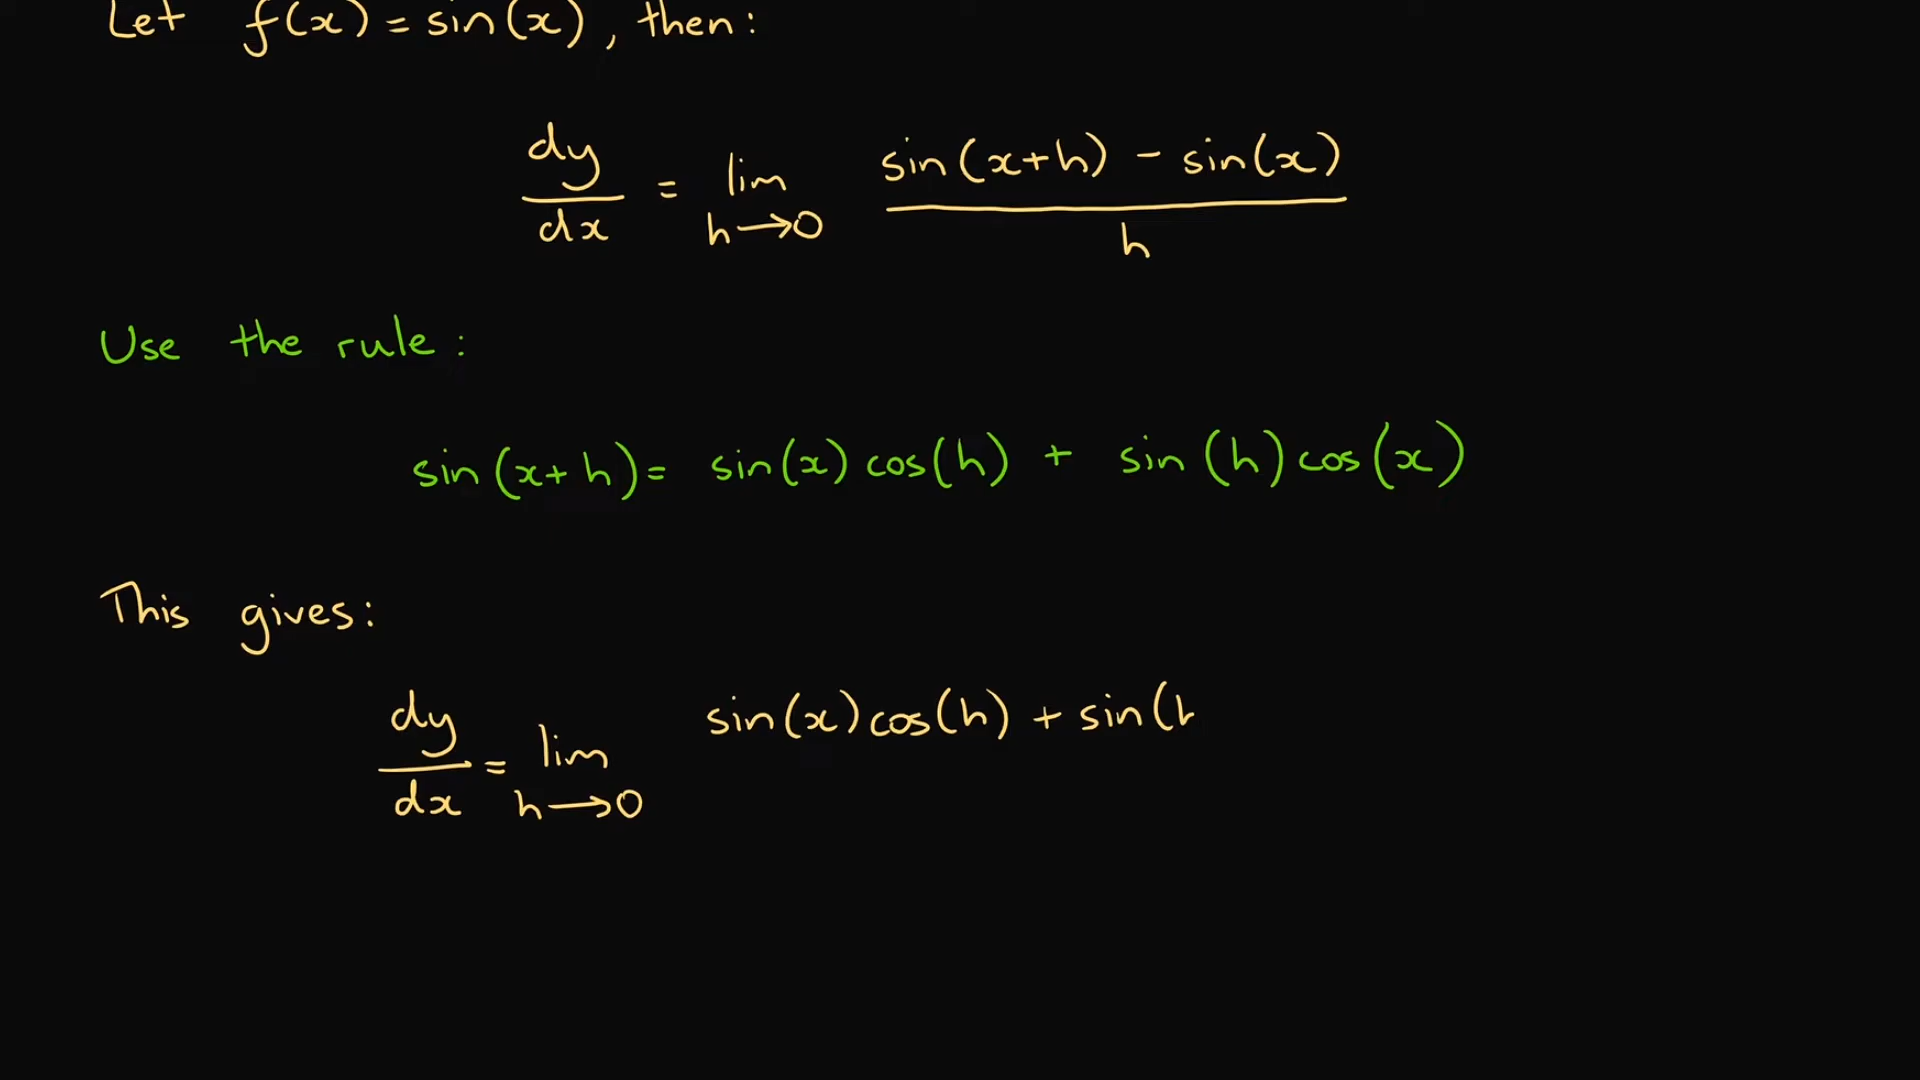 Let f(x) = sin(x), then:
dy/dx = lim h→0 (sin(x+h) - sin(x))/h
Use the rule:
sin(x+h) = sin(x) cos(h) + sin(h) cos(x)
This gives:
dy/dx = lim h→0 sin(x)cos(h) + sin(